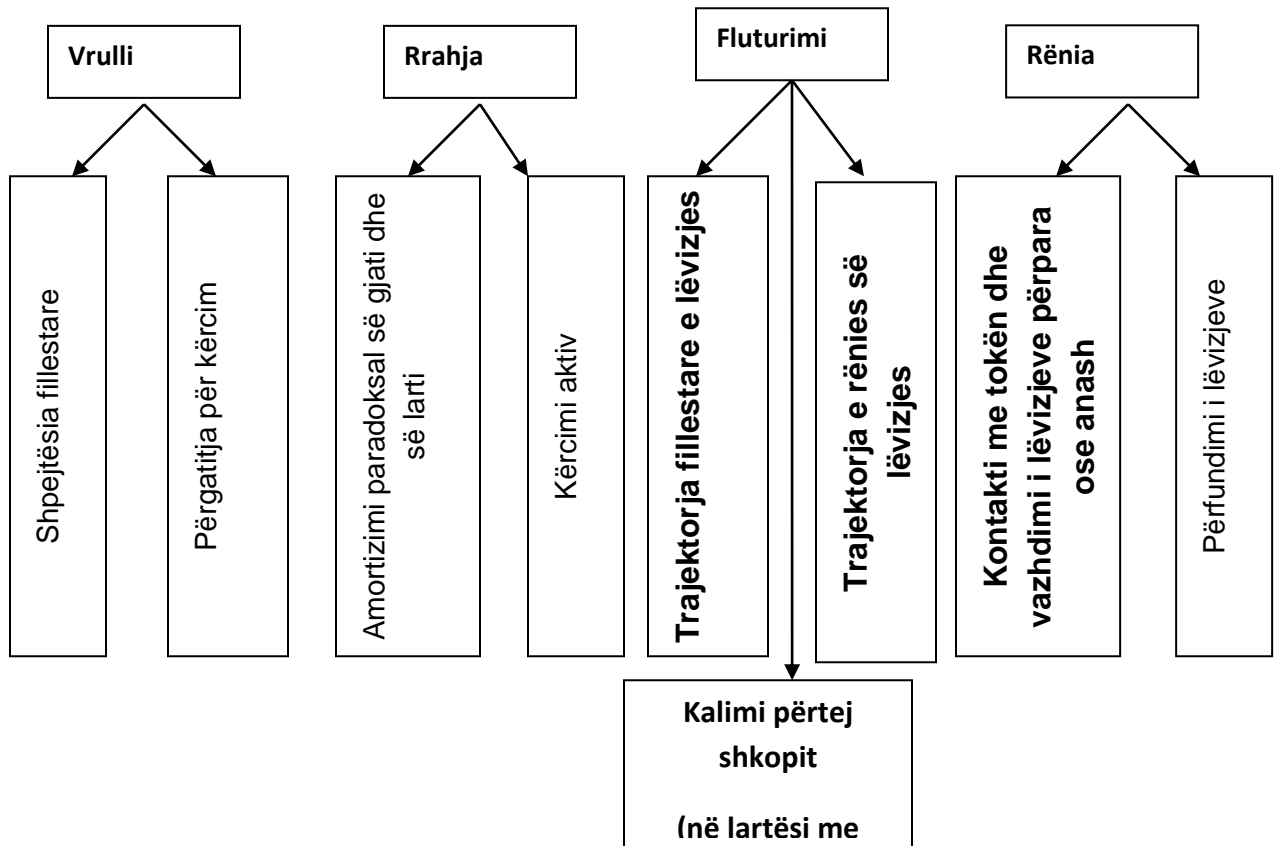 Vrulli
Rrahja
Fluturimi
Rënia
Shpejtësia fillestare
Përgatitja për kërcim
Amortizimi paradoksal së gjati dhe
së larti
Kërcimi aktiv
Trajektorja fillestare e lëvizjes
Trajektorja e rënies së
lëvizjes
Kontakti me tokën dhe
vazhdimi i lëvizjeve përpara
ose anash
Përfundimi i lëvizjeve
Kalimi përtej
shkopit
(në lartësi me